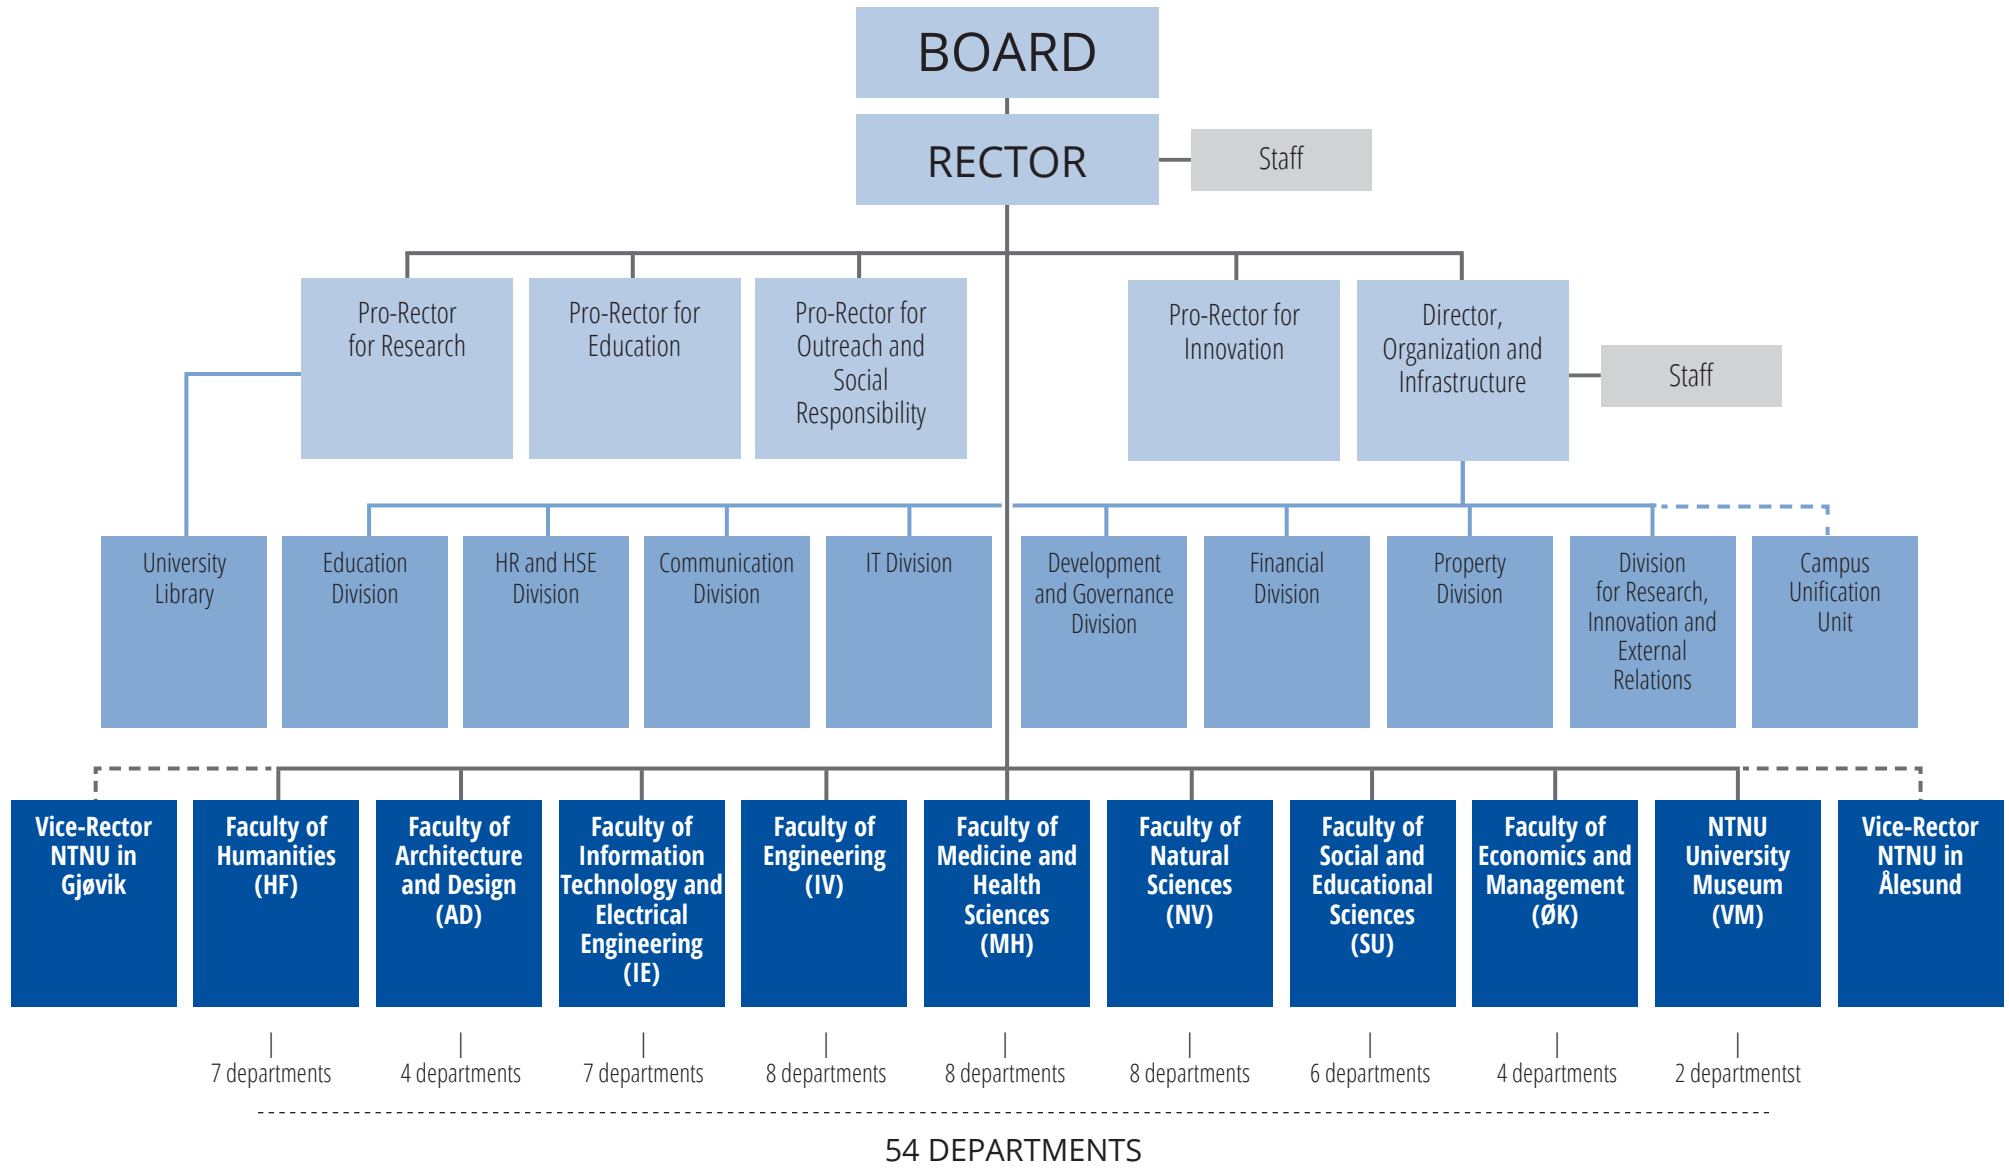 BOARD
RECTOR
Staff
Pro-Rector
for Research
Pro-Rector for
Education
Pro-Rector for
Outreach and
Social
Responsibility
Pro-Rector for
Innovation
Director,
Organization and
Infrastructure
Staff
University
Library
Education
Division
HR and HSE
Division
Communication
Division
IT Division
Development
and Governance
Division
Financial
Division
Property
Division
Division
for Research,
Innovation and
External
Relations
Campus
Unification
Unit
Vice-Rector
NTNU in
Gjøvik
Faculty of
Humanities
(HF)
Faculty of
Architecture
and Design
(AD)
Faculty of
Information
Technology and
Electrical
Engineering
(IE)
Faculty of
Engineering
(IV)
Faculty of
Medicine and
Health
Sciences
(MH)
Faculty of
Natural
Sciences
(NV)
Faculty of
Social and
Educational
Sciences
(SU)
Faculty of
Economics and
Management
(ØK)
NTNU
University
Museum
(VM)
Vice-Rector
NTNU in
Ålesund
7 departments
4 departments
7 departments
8 departments
8 departments
8 departments
6 departments
4 departments
2 departmentst
54 DEPARTMENTS